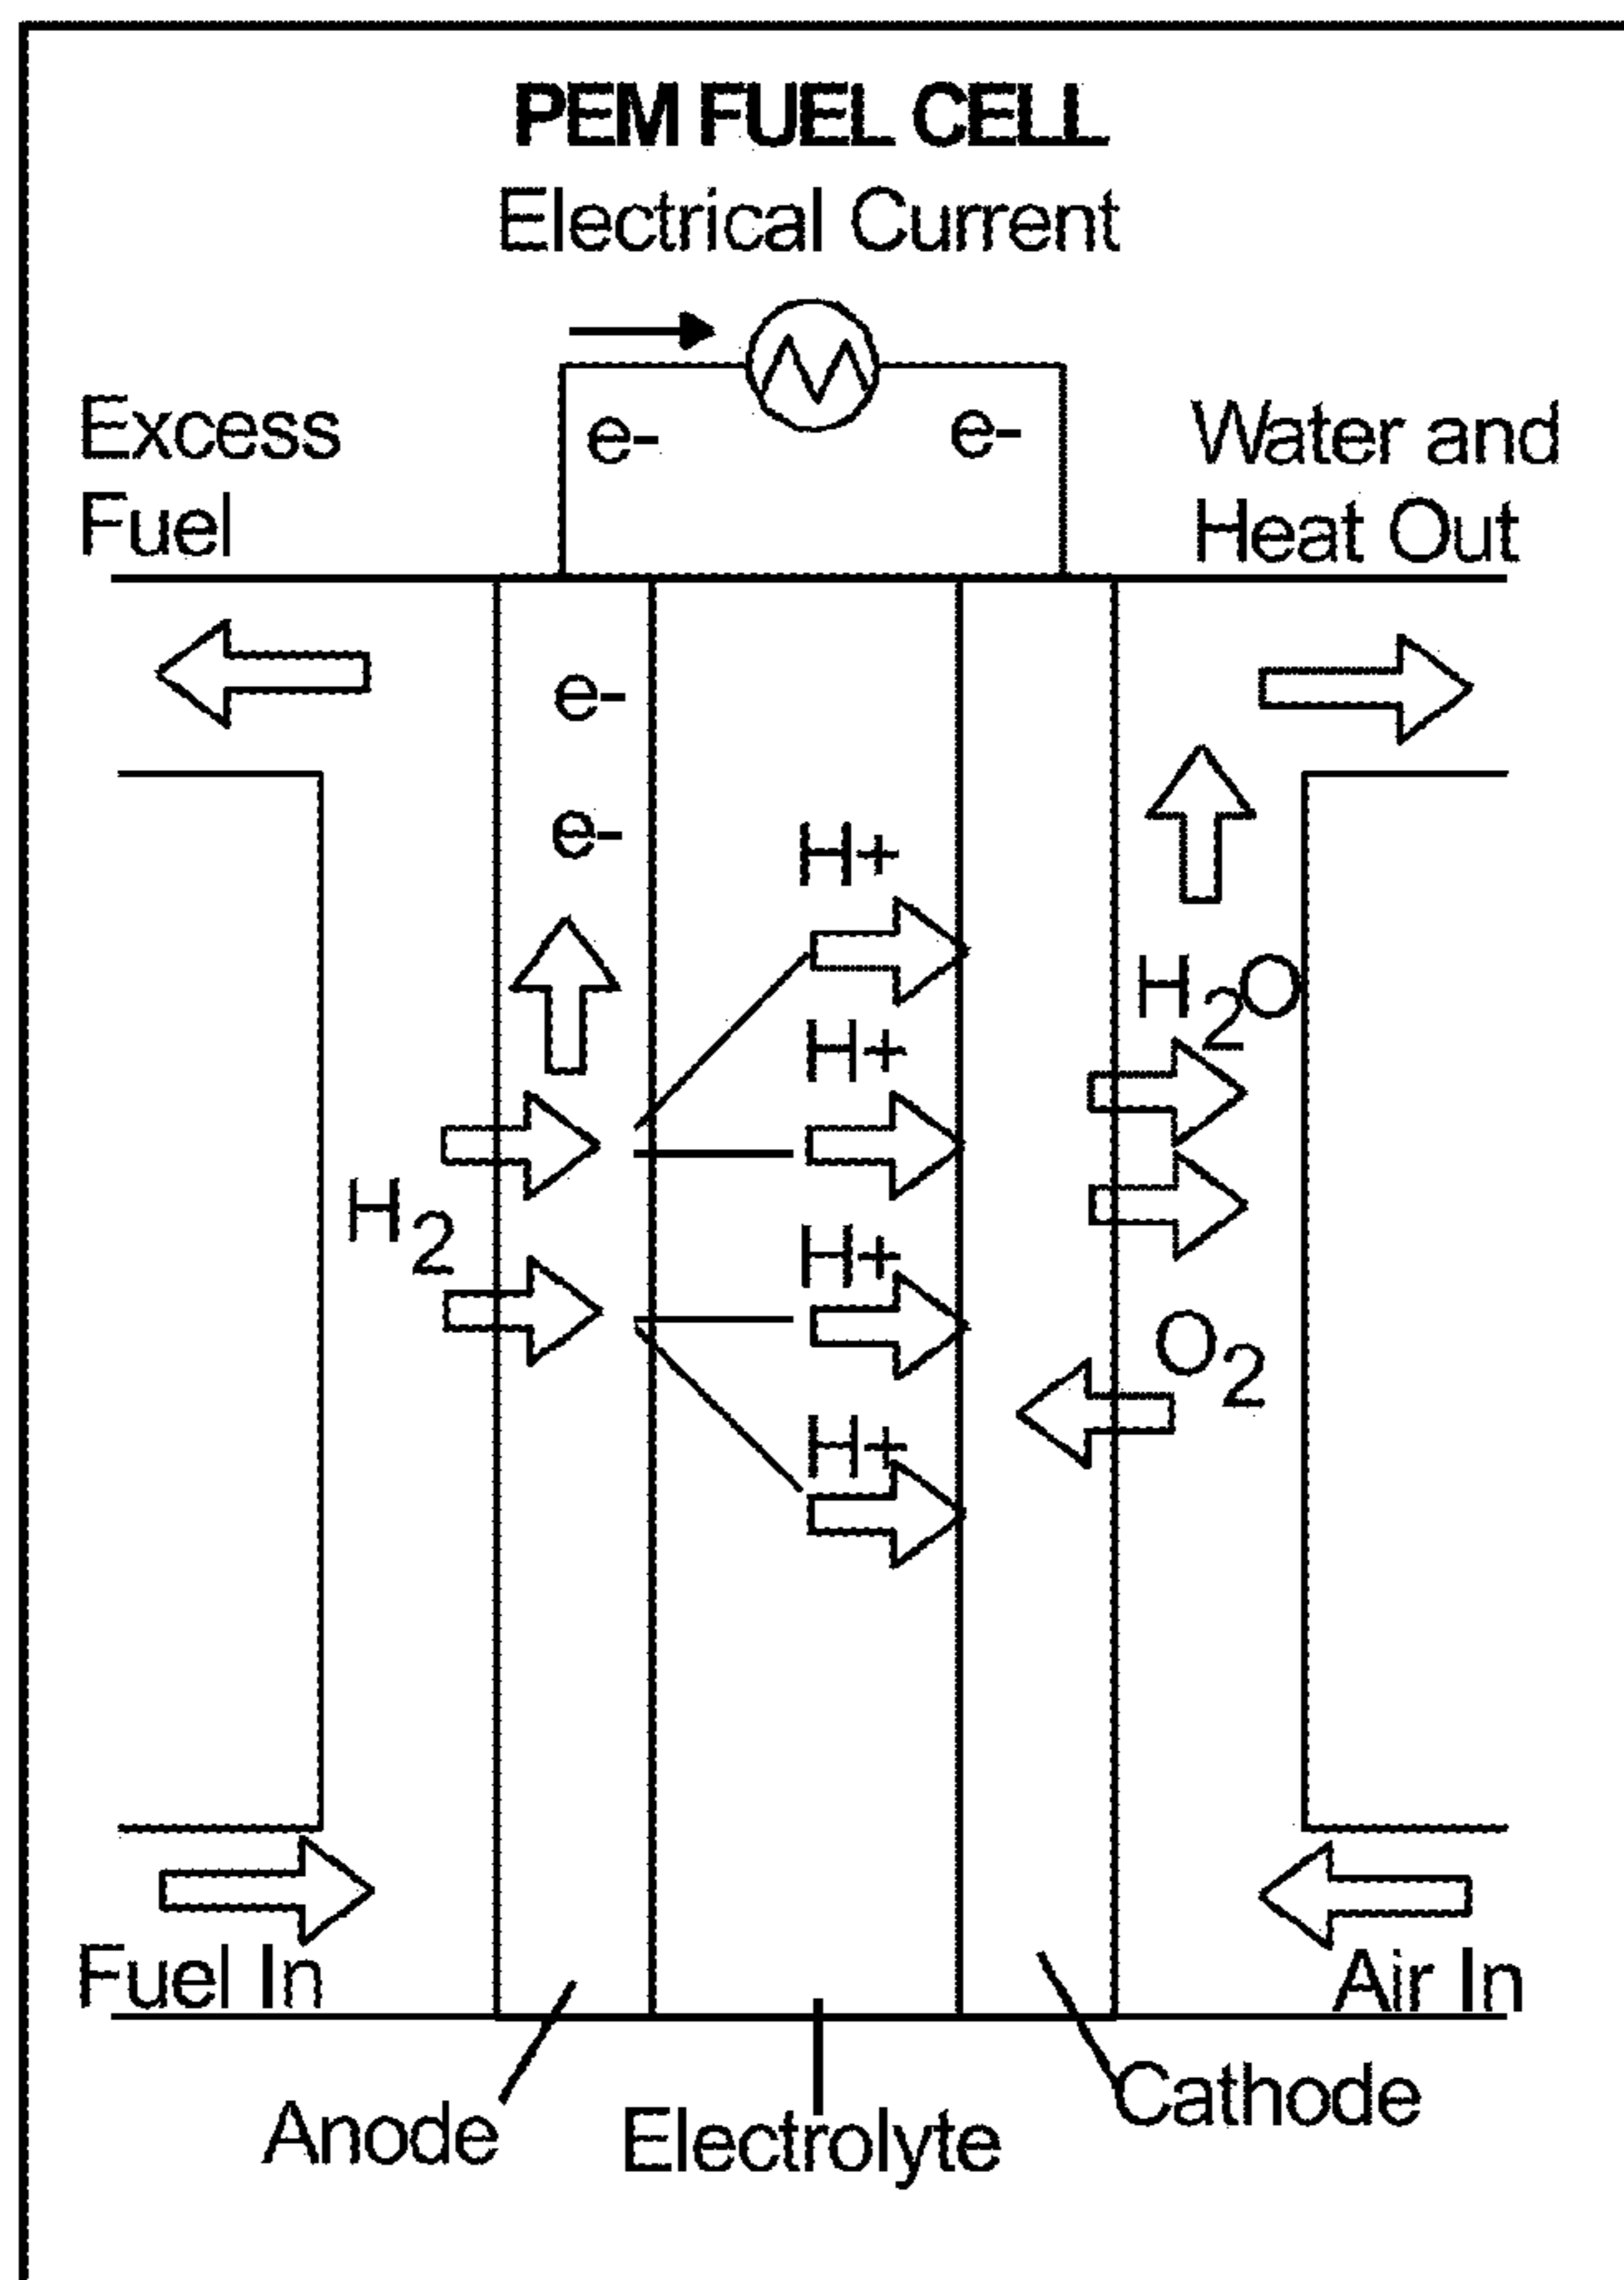 PEM FUEL CELL
Electrical Current
e-
e-
Excess
Fuel
Water and
Heat Out
e-
e-
H+
H2O
H+
H2
H+
O2
H+
Fuel In
Air In
Anode
Electrolyte
Cathode